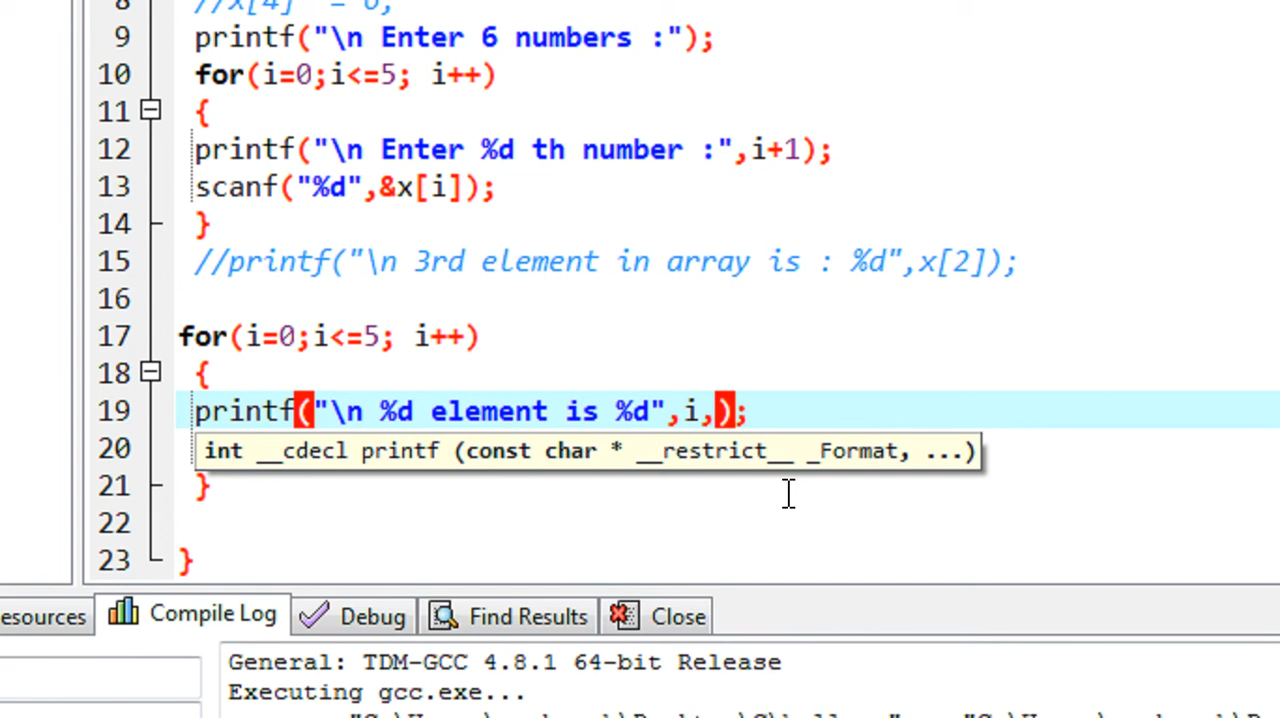 8 //x[4] = 6;
9 printf("\n Enter 6 numbers :");
10 for(i=0;i<=5; i++)
11 {
12 printf("\n Enter %d th number :",i+1);
13 scanf("%d",&x[i]);
14 }
15 //printf("\n 3rd element in array is : %d",x[2]);
16
17 for(i=0;i<=5; i++)
18 {
19 printf("\n %d element is %d",i,);
20 int __cdecl printf (const char * __restrict__ _Format, ...)
21 }
22
23 }
esources Compile Log Debug Find Results Close
General: TDM-GCC 4.8.1 64-bit Release
Executing gcc.exe...